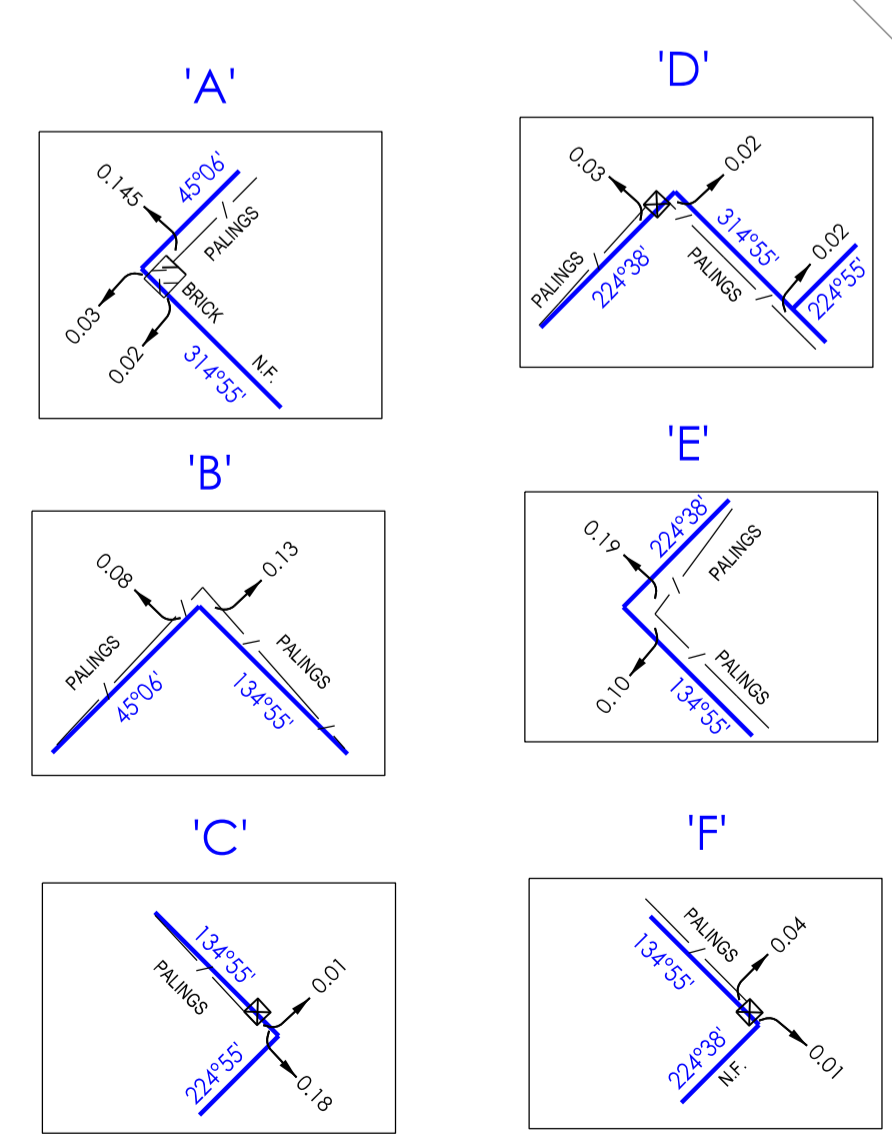 'A'
0.145
45°06'
PALINGS
BRICK
0.03
0.02
314°55'
N.F.
'D'
0.03
0.02
PALINGS
224°38'
314°55'
PALINGS
0.02
224°55'
'B'
0.08
0.13
PALINGS
45°06'
PALINGS
134°55'
'E'
0.19
224°38'
PALINGS
0.10
PALINGS
134°55'
'C'
134°55'
PALINGS
0.01
224°55'
0.18
'F'
PALINGS
134°55'
0.04
224°38'
N.F.
0.01